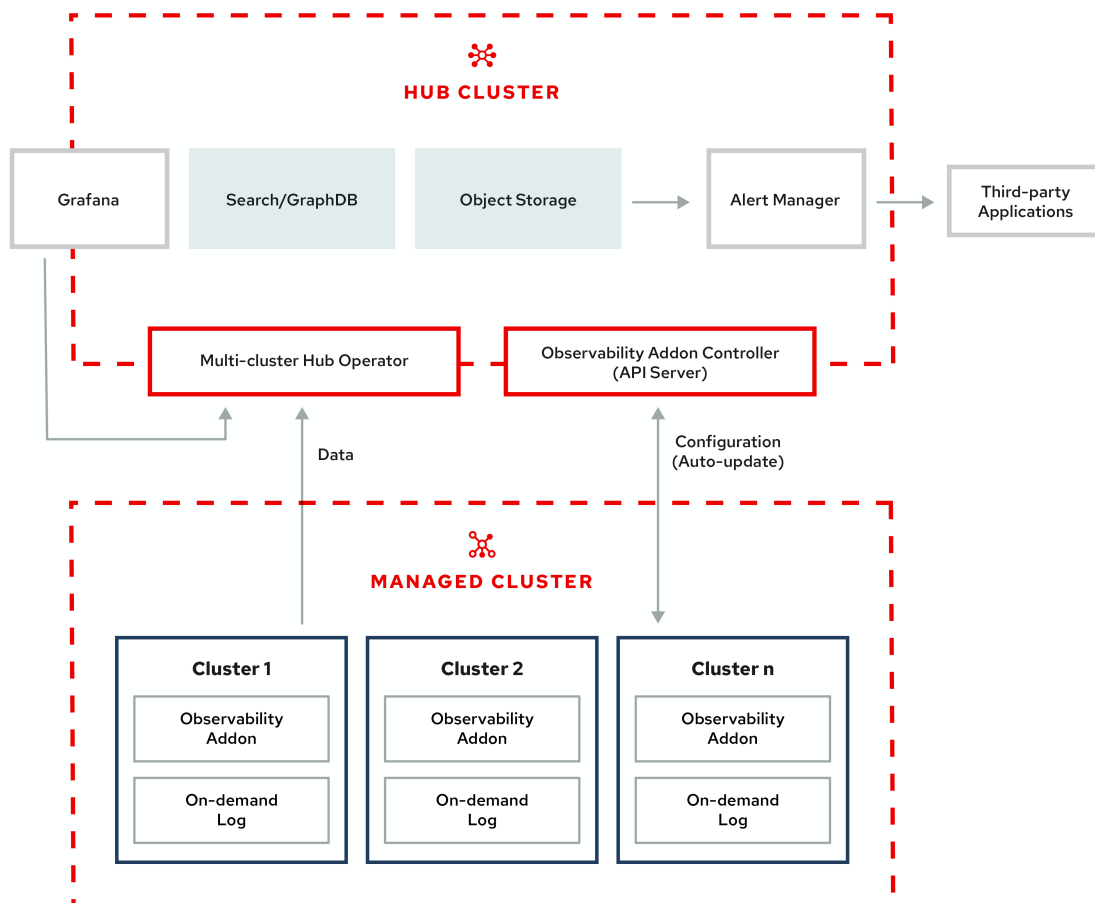 HUB CLUSTER
Grafana
Search/GraphDB
Object Storage
Alert Manager
Third-party
Applications
Multi-cluster Hub Operator
Observability Addon Controller
(API Server)
Data
Configuration
(Auto-update)
MANAGED CLUSTER
Cluster 1
Observability
Addon
On-demand
Log
Cluster 2
Observability
Addon
On-demand
Log
Cluster n
Observability
Addon
On-demand
Log